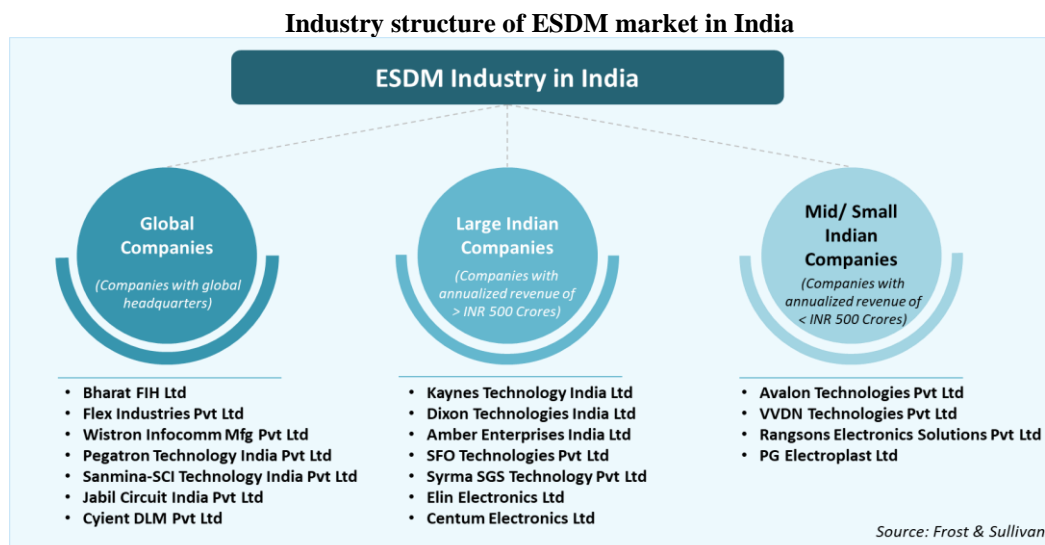 Industry structure of ESDM market in India
ESDM Industry in India
Global
Companies
(Companies with global
headquarters)
Large Indian
Companies
(Companies with
annualized revenue of
> INR 500 Crores)
Mid/ Small
Indian
Companies
(Companies with
annualized revenue of
< INR 500 Crores)
• Bharat FIH Ltd
• Flex Industries Pvt Ltd
• Wistron Infocomm Mfg Pvt Ltd
• Pegatron Technology India Pvt Ltd
• Sanmina-SCI Technology India Pvt Ltd
• Jabil Circuit India Pvt Ltd
• Cyient DLM Pvt Ltd
• Kaynes Technology India Ltd
• Dixon Technologies India Ltd
• Amber Enterprises India Ltd
• SFO Technologies Pvt Ltd
• Syrma SGS Technology Pvt Ltd
• Elin Electronics Ltd
• Centum Electronics Ltd
• Avalon Technologies Pvt Ltd
• VVDN Technologies Pvt Ltd
• Rangsons Electronics Solutions Pvt Ltd
• PG Electroplast Ltd
Source: Frost & Sullivan